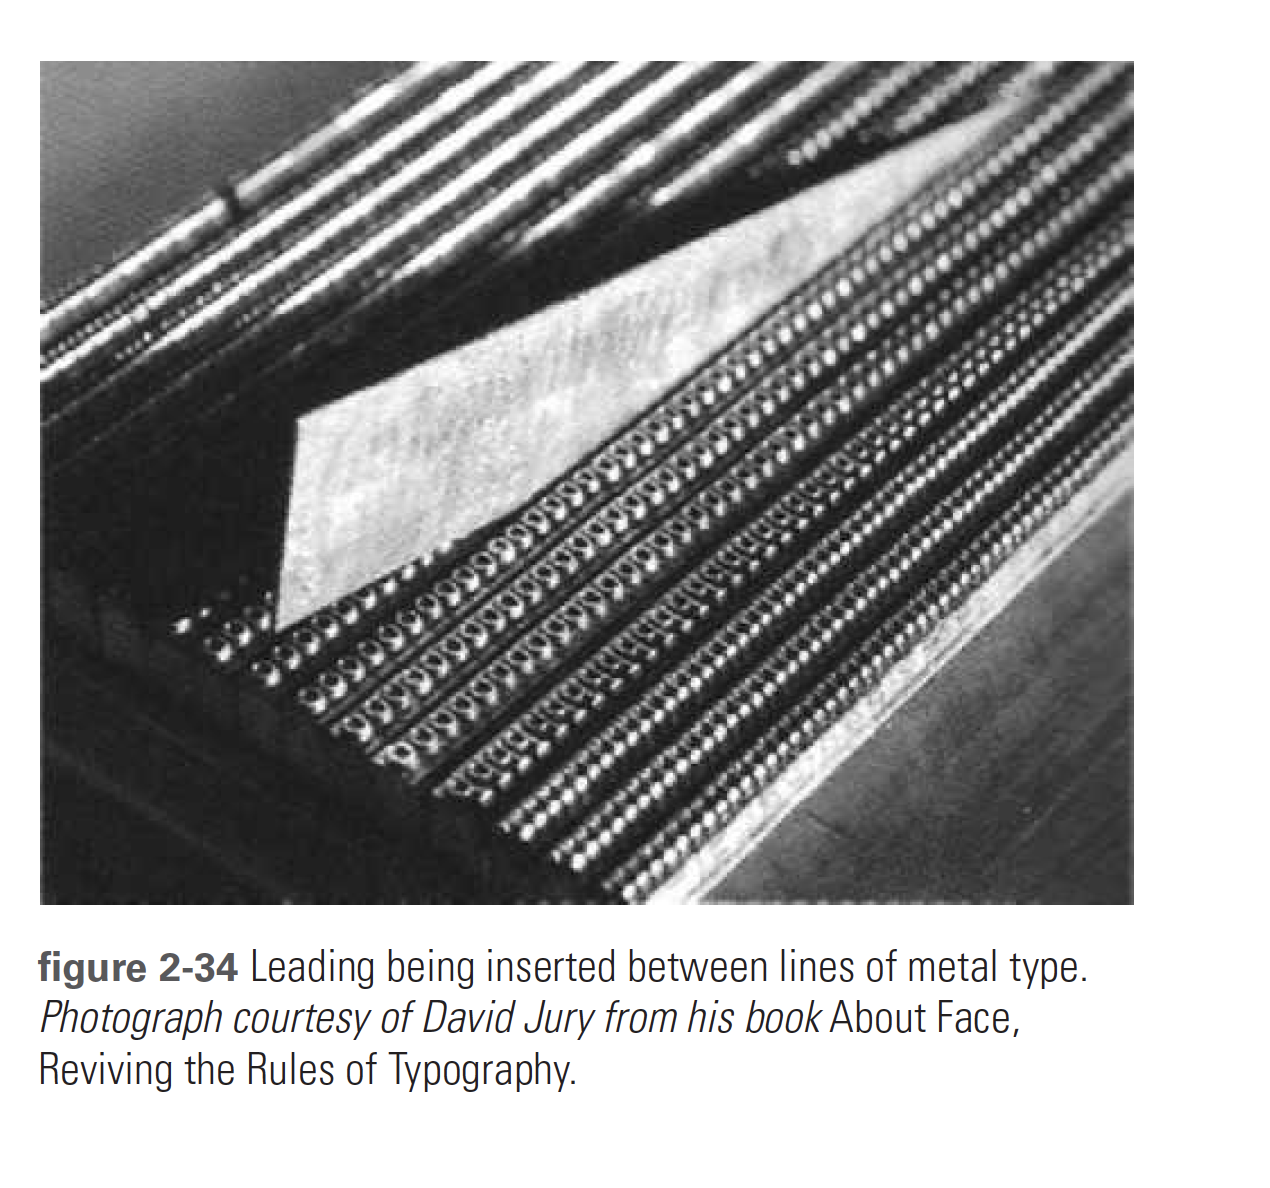 figure 2-34 Leading being inserted between lines of metal type.
Photograph courtesy of David Jury from his book About Face,
Reviving the Rules of Typography.